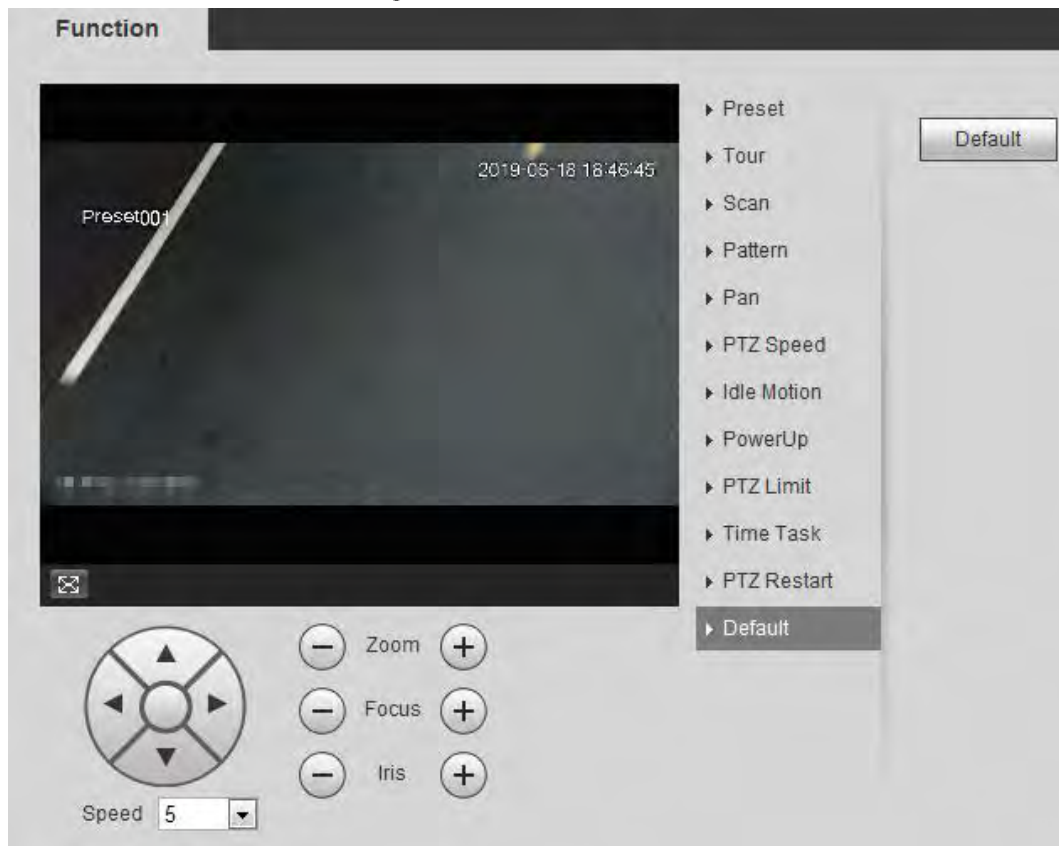 Function
2019-05-18 18:46:45
Preset001
Preset
Tour
Scan
Pattern
Pan
PTZ Speed
Idle Motion
PowerUp
PTZ Limit
Time Task
PTZ Restart
Default
Default
Zoom
Focus
Iris
Speed 5